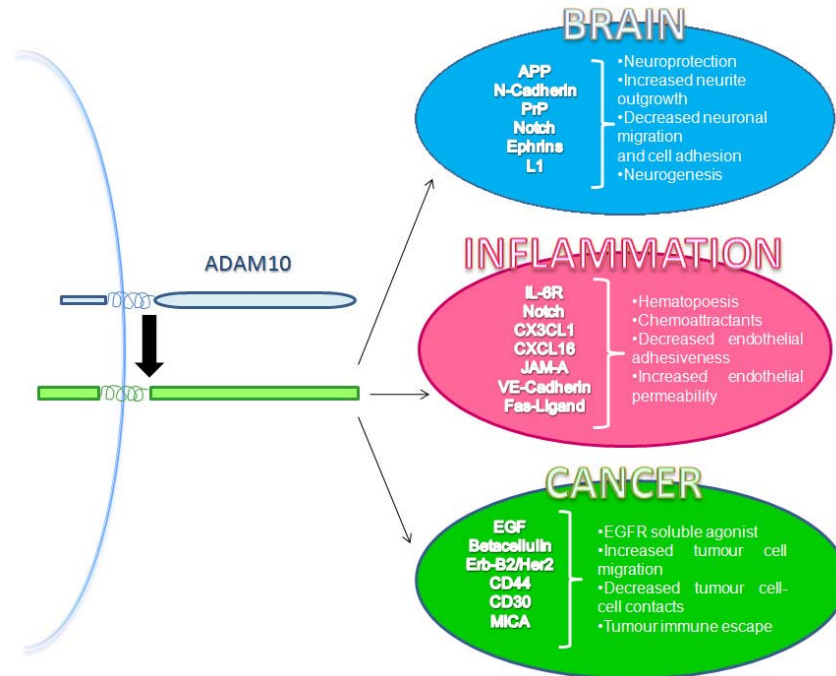 BRAIN
APP
N-Cadherin
PrP
Notch
Ephrins
L1
•Neuroprotection
•Increased neurite
outgrowth
•Decreased neuronal
migration
and cell adhesion
•Neurogenesis
ADAM10
INFLAMMATION
IL-6R
Notch
CX3CL1
CXCL16
JAM-A
VE-Cadherin
Fas-Ligand
•Hematopoesis
•Chemoattractants
•Decreased endothelial
adhesiveness
•Increased endothelial
permeability
CANCER
EGF
Betacellulin
Erb-B2/Her2
CD44
CD30
MICA
•EGFR soluble agonist
•Increased tumour cell
migration
•Decreased tumour cell-
cell contacts
•Tumour immune escape